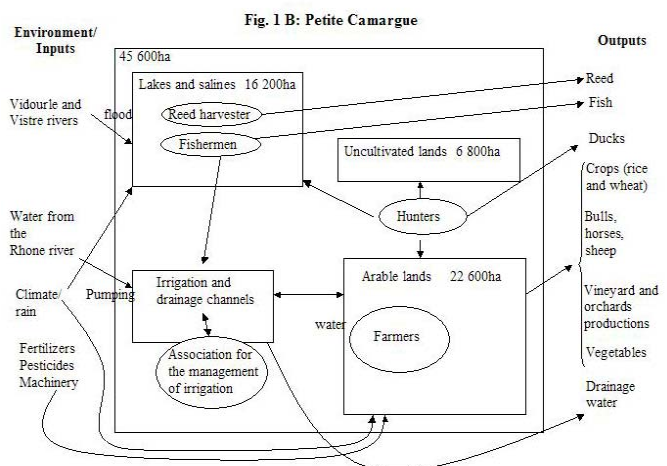 Fig. 1 B: Petite Camargue
Environment/
Inputs
Outputs
45 600ha
Lakes and salines 16 200ha
Reed harvester
Fishermen
Vidourle and
Vistre rivers
flood
Reed
Fish
Ducks
Uncultivated lands 6 800ha
Hunters
Crops (rice
and wheat)
Bulls,
horses,
sheep
Vineyard and
orchards
productions
Vegetables
Drainage
water
Water from
the
Rhone river
Climate/
rain
Pumping
Irrigation and
drainage channels
Association for
the management
of irrigation
water
Arable lands 22 600ha
Farmers
Fertilizers
Pesticides
Machinery